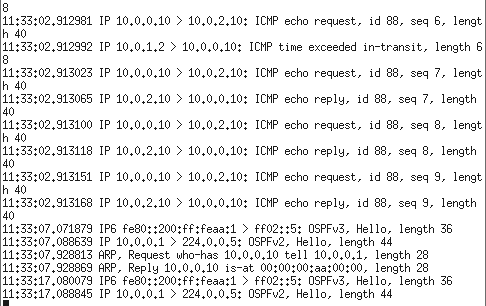 8
11:33:02.912981 IP 10.0.0.10 > 10.0.2.10: ICMP echo request, id 88, seq 6, lengt
h 40
11:33:02.912992 IP 10.0.1.2 > 10.0.0.10: ICMP time exceeded in-transit, length 6
8
11:33:02.913023 IP 10.0.0.10 > 10.0.2.10: ICMP echo request, id 88, seq 7, lengt
h 40
11:33:02.913065 IP 10.0.2.10 > 10.0.0.10: ICMP echo reply, id 88, seq 7, length
40
11:33:02.913100 IP 10.0.0.10 > 10.0.2.10: ICMP echo request, id 88, seq 8, lengt
h 40
11:33:02.913118 IP 10.0.2.10 > 10.0.0.10: ICMP echo reply, id 88, seq 8, length
40
11:33:02.913151 IP 10.0.0.10 > 10.0.2.10: ICMP echo request, id 88, seq 9, lengt
h 40
11:33:02.913168 IP 10.0.2.10 > 10.0.0.10: ICMP echo reply, id 88, seq 9, length
40
11:33:07.071879 IP6 fe80::200:ff:feaa:1 > ff02::5: OSPFv3, Hello, length 36
11:33:07.088639 IP 10.0.0.1 > 224.0.0.5: OSPFv2, Hello, length 44
11:33:07.928813 ARP, Request who-has 10.0.0.10 tell 10.0.0.1, length 28
11:33:07.928869 ARP, Reply 10.0.0.10 is-at 00:00:00:aa:00:00, length 28
11:33:17.080079 IP6 fe80::200:ff:feaa:1 > ff02::5: OSPFv3, Hello, length 36
11:33:17.088845 IP 10.0.0.1 > 224.0.0.5: OSPFv2, Hello, length 44